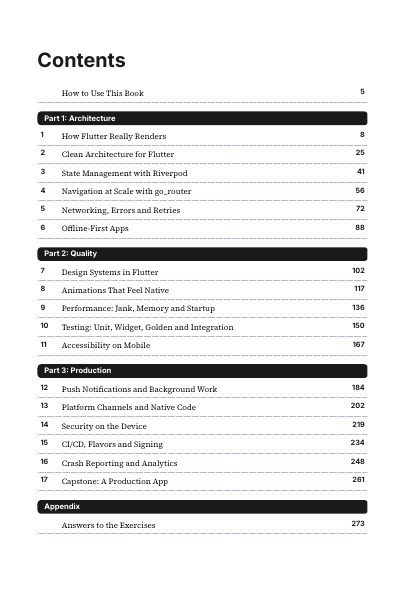 Contents
How to Use This Book 5
Part 1: Architecture
1 How Flutter Really Renders 8
2 Clean Architecture for Flutter 25
3 State Management with Riverpod 41
4 Navigation at Scale with go_router 56
5 Networking, Errors and Retries 72
6 Offline-First Apps 88
Part 2: Quality
7 Design Systems in Flutter 102
8 Animations That Feel Native 117
9 Performance: Jank, Memory and Startup 136
10 Testing: Unit, Widget, Golden and Integration 150
11 Accessibility on Mobile 167
Part 3: Production
12 Push Notifications and Background Work 184
13 Platform Channels and Native Code 202
14 Security on the Device 219
15 CI/CD, Flavors and Signing 234
16 Crash Reporting and Analytics 248
17 Capstone: A Production App 261
Appendix
Answers to the Exercises 273